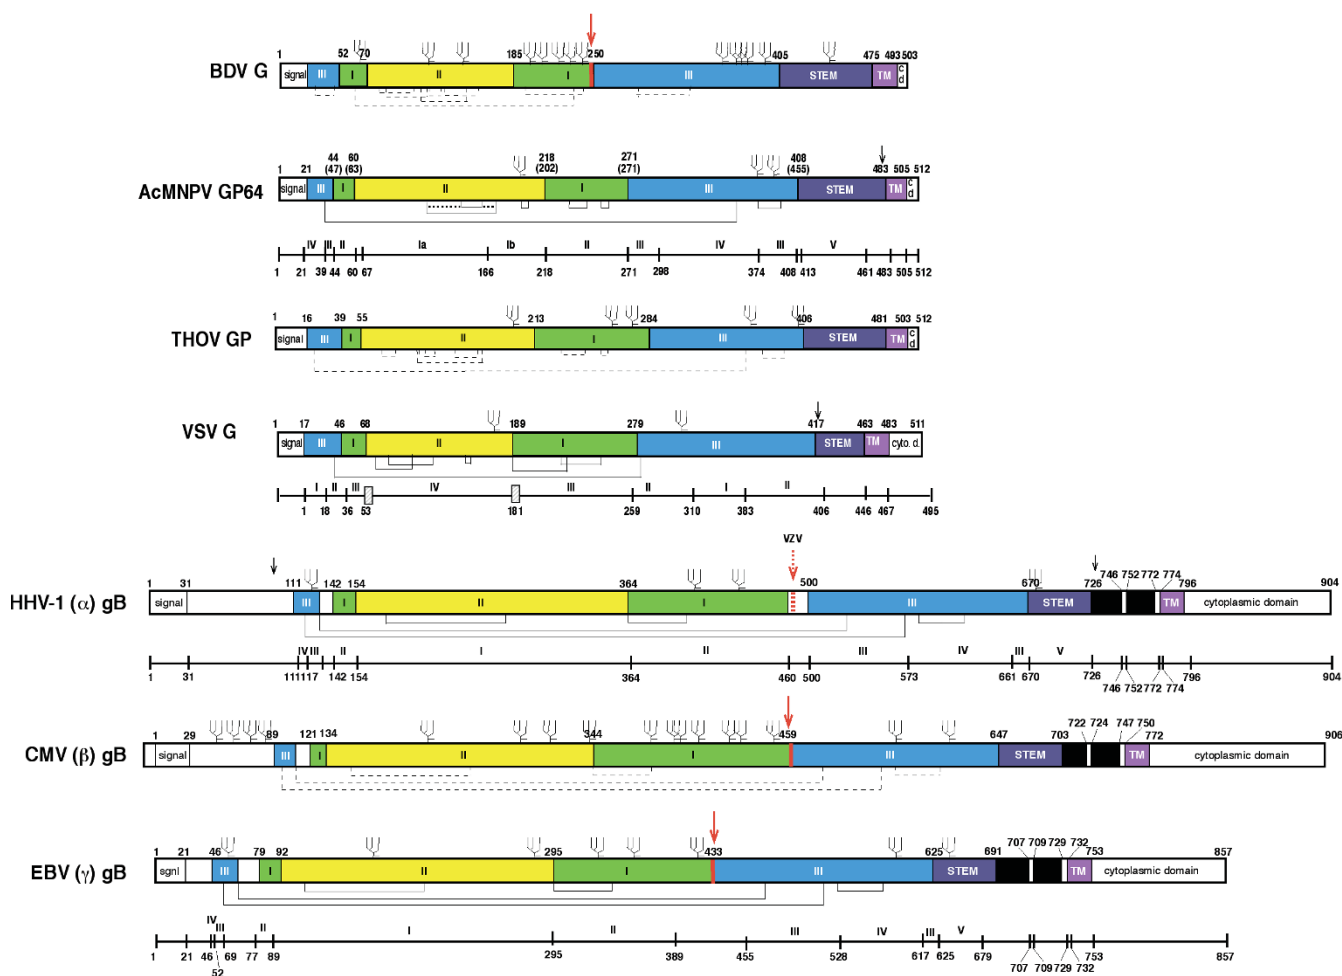 1 52 70 185 250 405 475 493 503
BDV G
signal III I II I III STEM TM c d
1 21 44 (47) 60 (63) 218 (202) 271 (271) 408 (455) 483 505 512
AcMNPV GP64
signal III I II I III STEM TM c d
IV III II Ia Ib II III IV III V
1 21 39 44 60 67 166 218 271 298 374 408 413 461 483 505 512
1 16 39 55 213 284 406 481 503 512
THOV GP
signal III I II I III STEM TM c d
1 17 46 68 189 279 417 463 483 511
VSV G
signal III I II I III STEM TM cyto. d.
I II III IV III II I II
1 18 36 53 181 259 310 383 406 446 467 495
VZV
1 31 111 142 154 364 500 670 726 746 752 772 774 796 904
HHV-1 (α) gB
signal III I II I III STEM TM cytoplasmic domain
IV III II I II III IV III V
1 31 111 117 142 154 364 460 500 573 661 670 726 746 752 772 774 796 904
1 29 89 121 134 344 459 647 703 722 724 747 750 772 906
CMV (β) gB
signal III I II I III STEM TM cytoplasmic domain
1 21 46 79 92 295 433 625 691 707 709 729 732 753 857
EBV (γ) gB
sgnl III I II I III STEM TM cytoplasmic domain
IV III II I II III IV III V
1 21 46 52 69 77 89 295 389 455 528 617 625 679 707 709 729 732 753 857